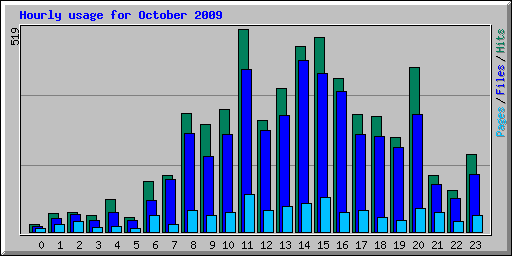 Hourly usage for October 2009
519
Pages / Files / Hits
0 1 2 3 4 5 6 7 8 9 10 11 12 13 14 15 16 17 18 19 20 21 22 23